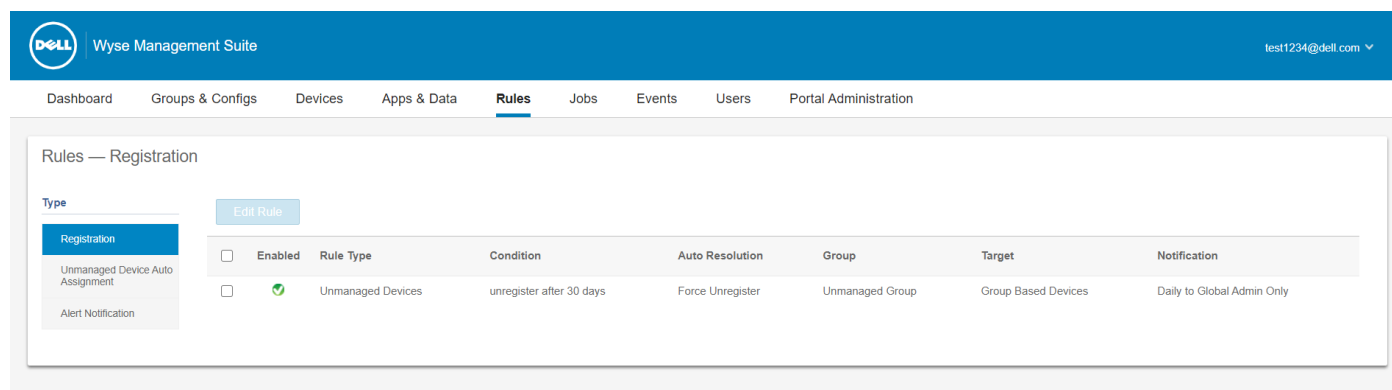 DELL Wyse Management Suite test1234@dell.com
Dashboard Groups & Configs Devices Apps & Data Rules Jobs Events Users Portal Administration
Rules — Registration
Type
Edit Rule
Registration
Unmanaged Device Auto
Assignment
Alert Notification
Enabled Rule Type Condition Auto Resolution Group Target Notification
Unmanaged Devices unregister after 30 days Force Unregister Unmanaged Group Group Based Devices Daily to Global Admin Only